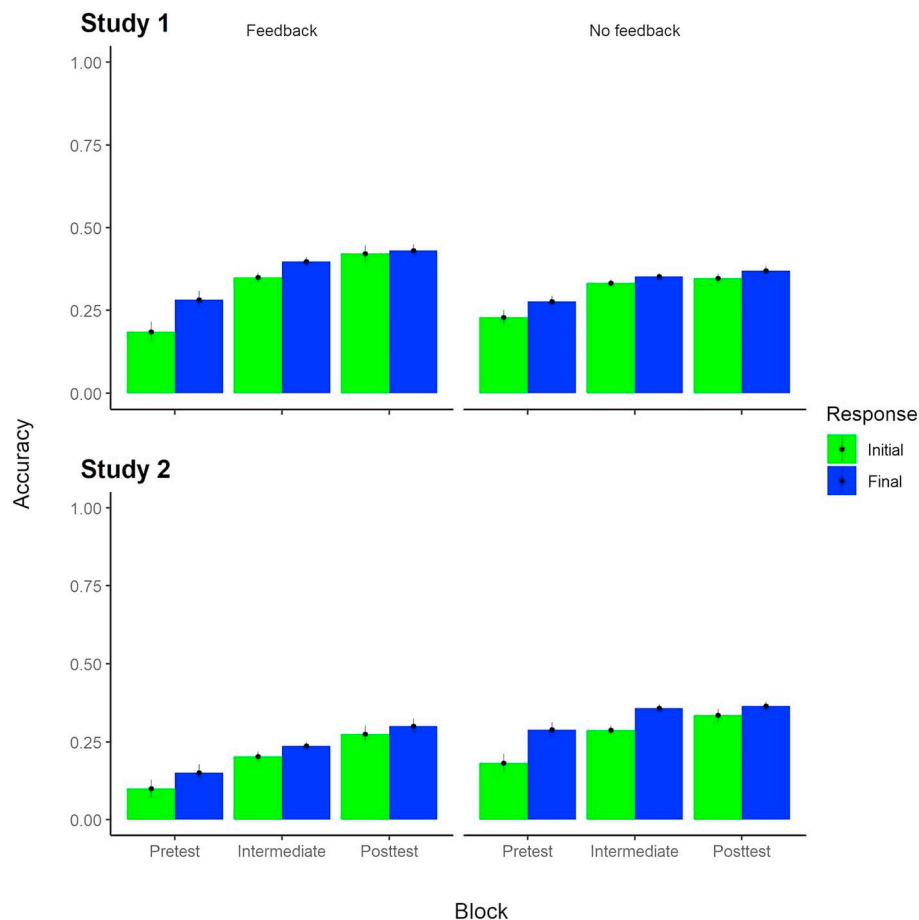 Study 1
Feedback
No feedback
1.00
0.75
0.50
0.25
0.00
Accuracy
Response
Initial
Final
Study 2
1.00
0.75
0.50
0.25
0.00
Pretest Intermediate Posttest
Pretest Intermediate Posttest
Block